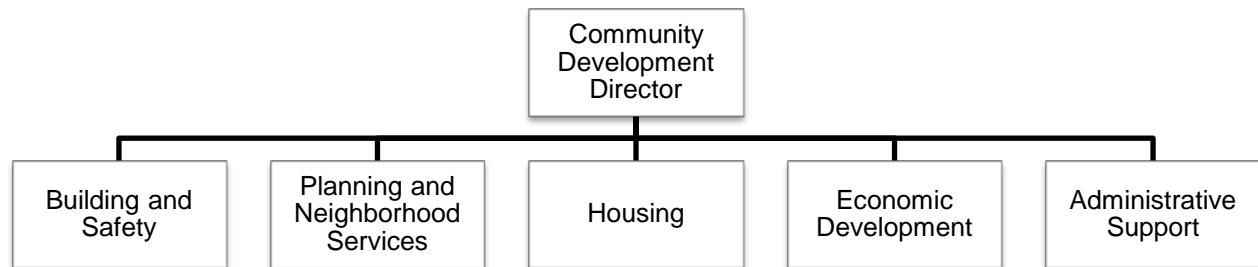 Community
Development
Director
Building and
Safety
Planning and
Neighborhood
Services
Housing
Economic
Development
Administrative
Support